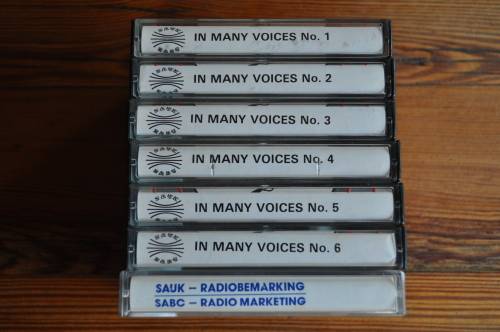 IN MANY VOICES No. 1
IN MANY VOICES No. 2
IN MANY VOICES No. 3
IN MANY VOICES No. 4
IN MANY VOICES No. 5
IN MANY VOICES No. 6
SAUK – RADIOBEMARKING
SABC – RADIO MARKETING